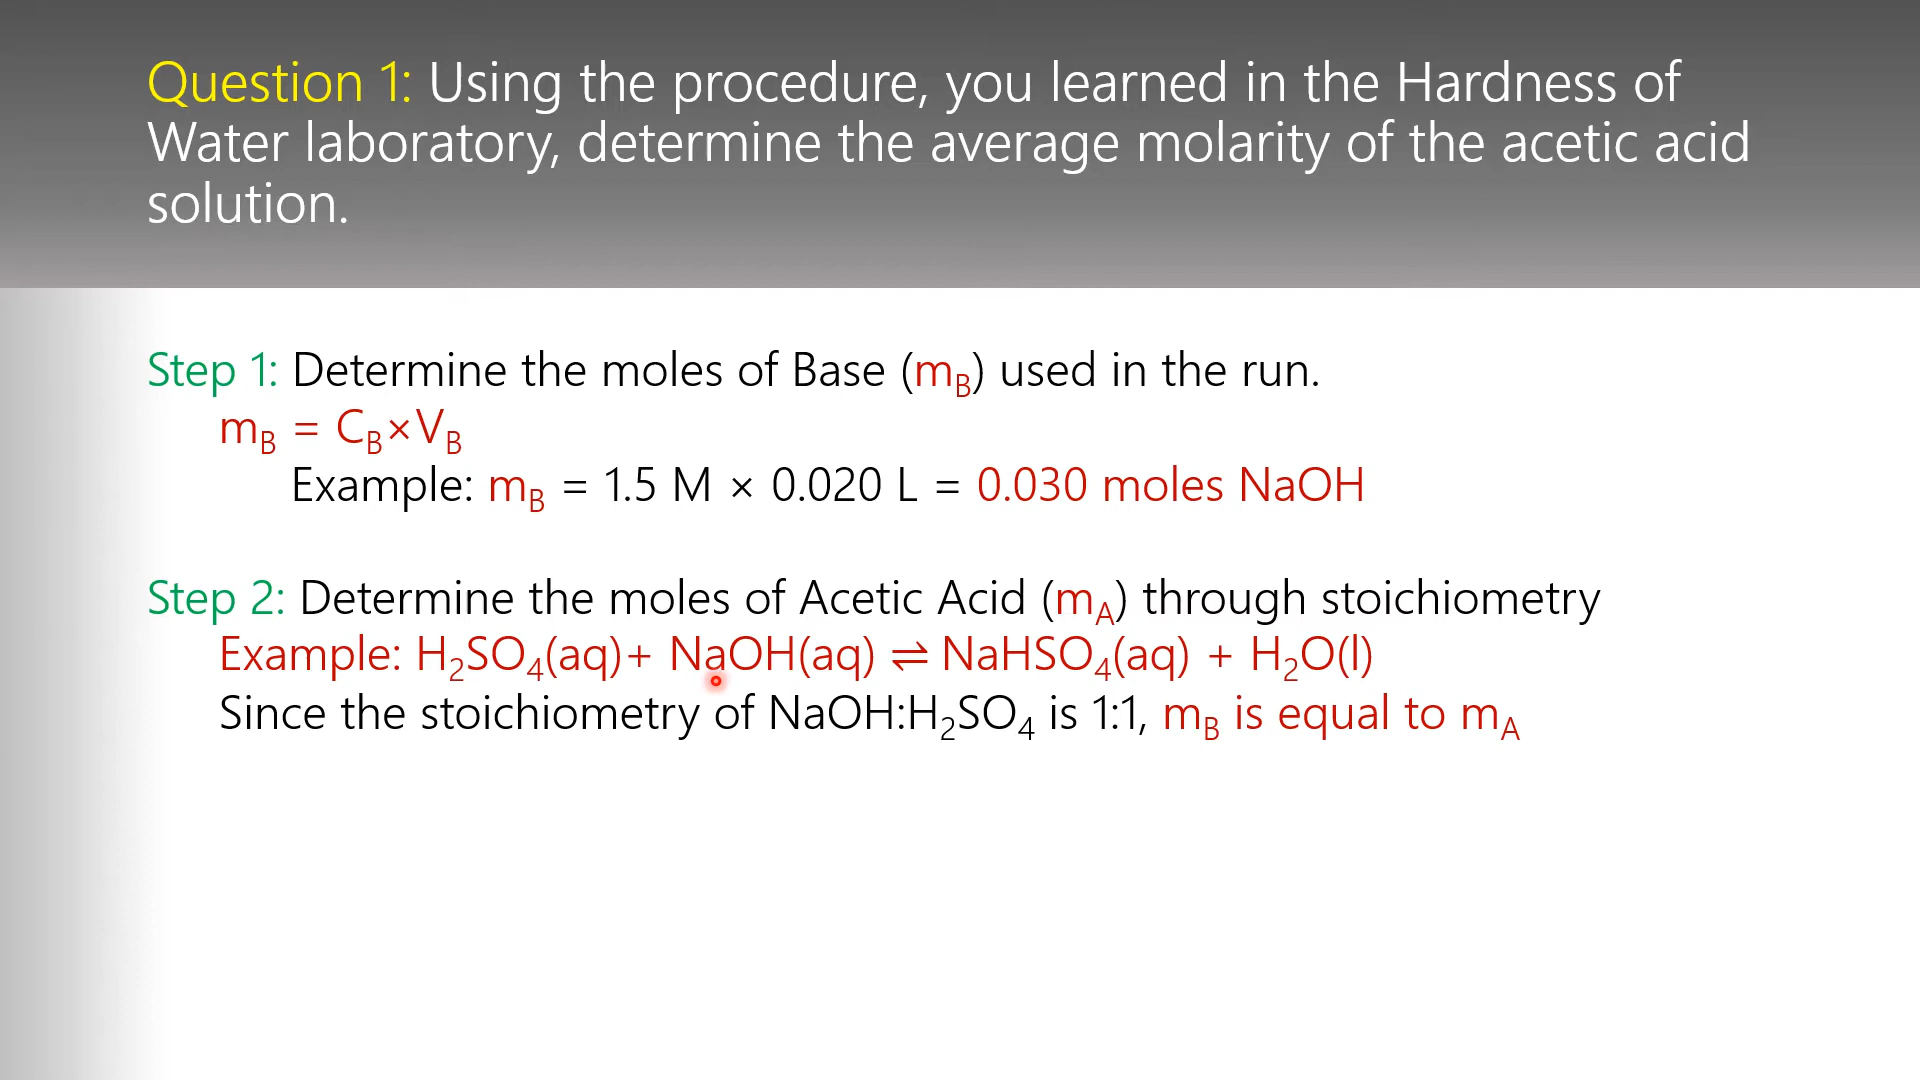 Question 1: Using the procedure, you learned in the Hardness of
Water laboratory, determine the average molarity of the acetic acid
solution.
Step 1: Determine the moles of Base (m_B) used in the run.
m_B = C_B×V_B
Example: m_B = 1.5 M × 0.020 L = 0.030 moles NaOH
Step 2: Determine the moles of Acetic Acid (m_A) through stoichiometry
Example: H₂SO₄(aq)+ NaOH(aq) ⇌ NaHSO₄(aq) + H₂O(l)
Since the stoichiometry of NaOH:H₂SO₄ is 1:1, m_B is equal to m_A